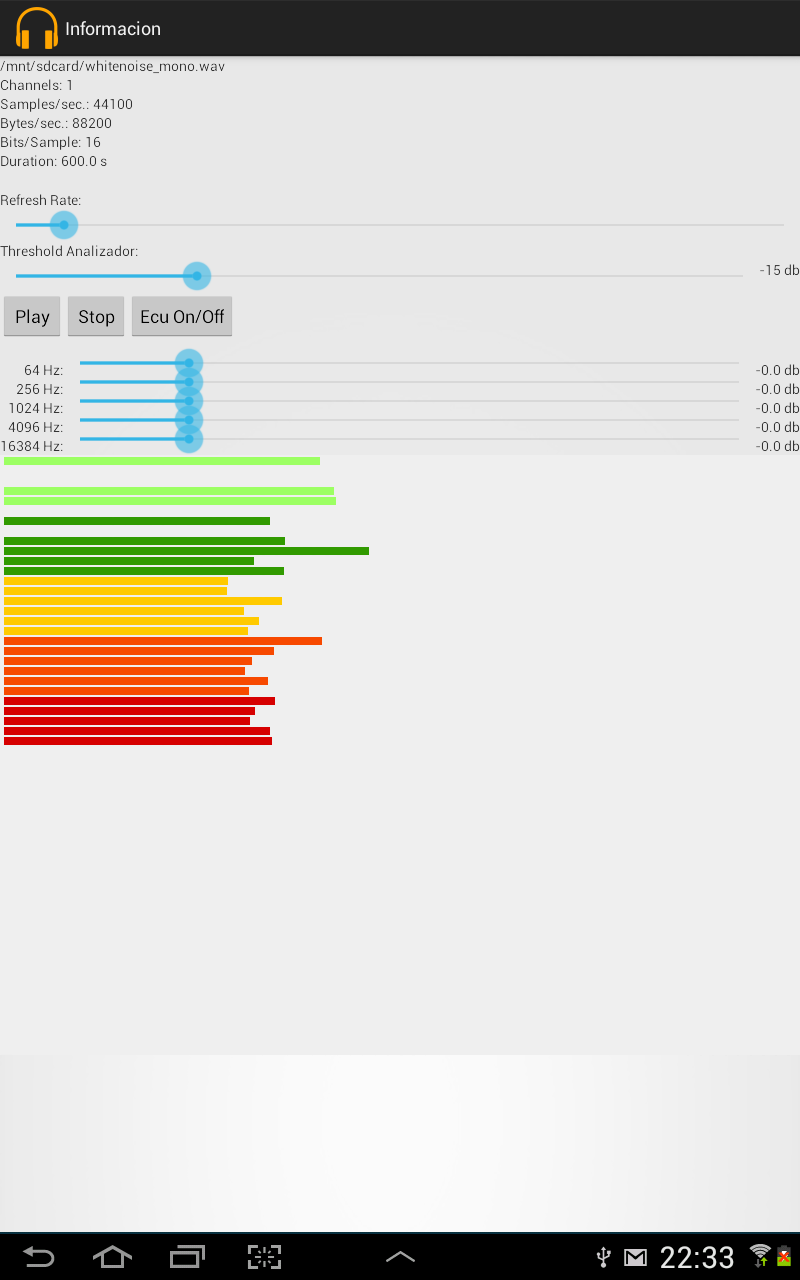 Informacion
/mnt/sdcard/whitenoise_mono.wav
Channels: 1
Samples/sec.: 44100
Bytes/sec.: 88200
Bits/Sample: 16
Duration: 600.0 s
Refresh Rate:
Threshold Analizador:
-15 db
Play Stop Ecu On/Off
64 Hz: -0.0 db
256 Hz: -0.0 db
1024 Hz: -0.0 db
4096 Hz: -0.0 db
16384 Hz: -0.0 db
22:33